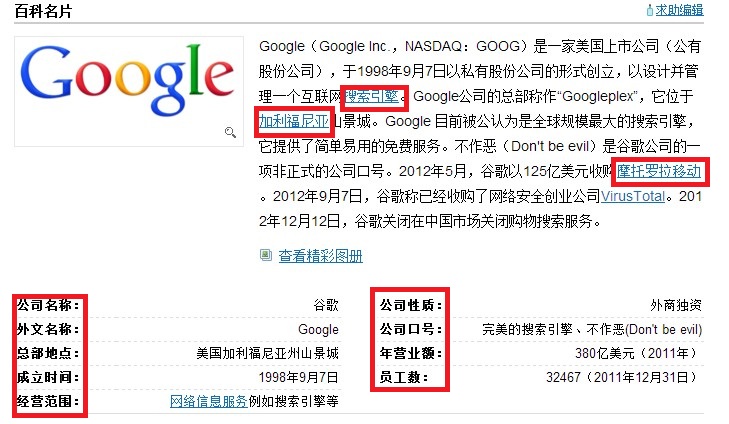 百科名片
求助编辑
Google
Google（Google Inc.，NASDAQ：GOOG）是一家美国上市公司（公有
股份公司），于1998年9月7日以私有股份公司的形式创立，以设计并管
理一个互联网搜索引擎。Google公司的总部称作“Googleplex”，它位于
加利福尼亚山景城。Google 目前被公认为是全球规模最大的搜索引擎，
它提供了简单易用的免费服务。不作恶（Don't be evil）是谷歌公司的一
项非正式的公司口号。2012年5月，谷歌以125亿美元收购摩托罗拉移动
。2012年9月7日，谷歌称已经收购了网络安全创业公司VirusTotal。201
2年12月12日，谷歌关闭在中国市场关闭购物搜索服务。
查看精彩图册
公司名称： 谷歌
外文名称： Google
总部地点： 美国加利福尼亚州山景城
成立时间： 1998年9月7日
经营范围： 网络信息服务例如搜索引擎等
公司性质： 外商独资
公司口号： 完美的搜索引擎、不作恶(Don't be evil)
年营业额： 380亿美元（2011年）
员工数： 32467（2011年12月31日）